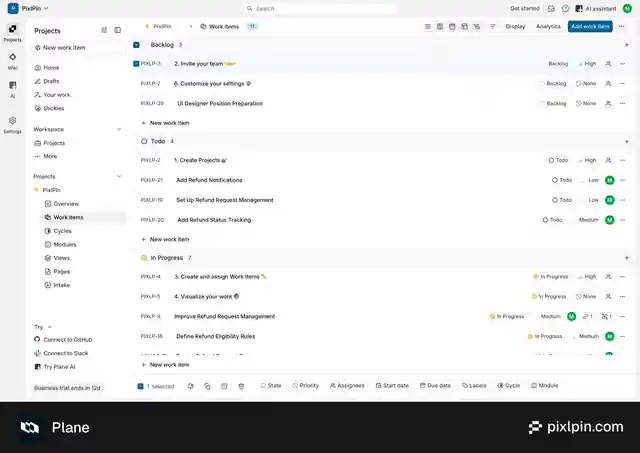 PixlPin
Search
Get started
AI assistant
M
Projects
Wiki
AI
Settings
Projects
New work item
Home
Drafts
Your work
Stickies
Workspace
Projects
More
Projects
PixlPin
Overview
Work items
Cycles
Modules
Views
Pages
Intake
Try
Connect to GitHub
Connect to Slack
Try Plane AI
Business trial ends in 12d
PixlPin › Work items
Display
Analytics
Add work item
Backlog 3
PIXLP-3 2. Invite your team 🤝 Backlog High
PIXLP-7 6. Customize your settings ⚙️ Backlog None
PIXLP-29 UI Designer Position Preparation
+ New work item
Todo 4
PIXLP-2 1. Create Projects Todo High
PIXLP-21 Add Refund Notifications Todo Low M
PIXLP-19 Set Up Refund Request Management Todo Low M
PIXLP-20 Add Refund Status Tracking Todo Medium M
+ New work item
In Progress 7
PIXLP-4 3. Create and assign Work Items ✏️ In Progress High
PIXLP-5 4. Visualize your work 🔮 In Progress None
PIXLP-8 Improve Refund Request Management In Progress Medium M 1 1
PIXLP-18 Define Refund Eligibility Rules In Progress Medium M
+ New work item
1 selected
State Priority Assignees Start date Due date Labels Cycle Module
Plane
pixlpin.com